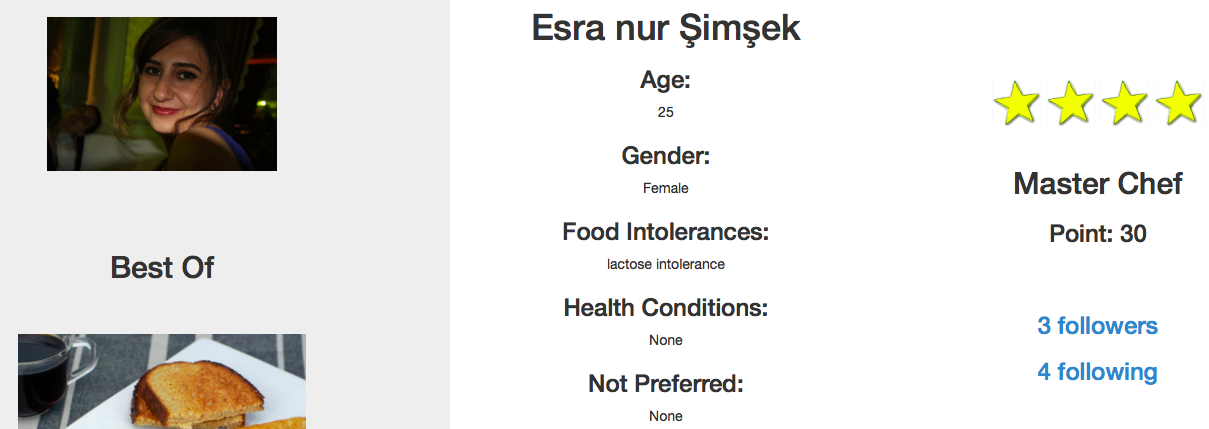 Esra nur Şimşek
Age:
25
Gender:
Female
Food Intolerances:
lactose intolerance
Health Conditions:
None
Not Preferred:
None
Best Of
Master Chef
Point: 30
3 followers
4 following